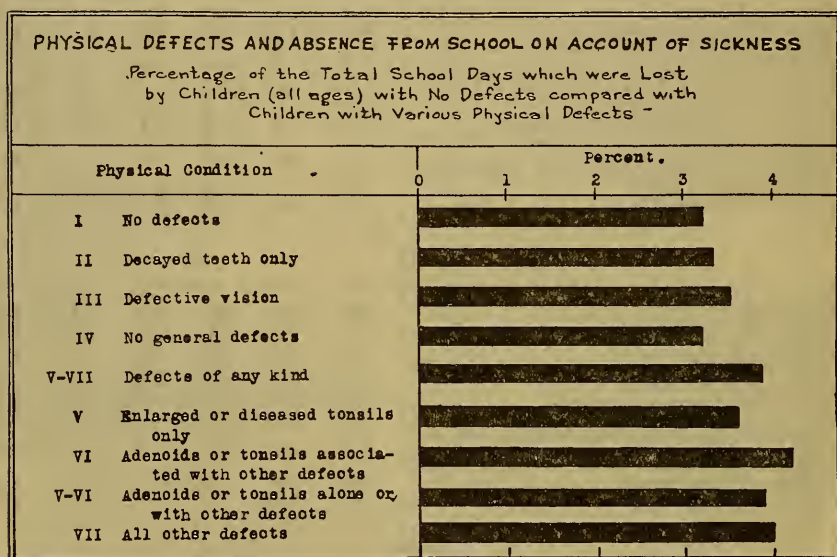 PHYSICAL DEFECTS AND ABSENCE FROM SCHOOL ON ACCOUNT OF SICKNESS
Percentage of the Total School Days which were Lost
by Children (all ages) with No Defects compared with
Children with Various Physical Defects
Physical Condition
Percent.
0 1 2 3 4
I No defects
II Decayed teeth only
III Defective vision
IV No general defects
V-VII Defects of any kind
V Enlarged or diseased tonsils
only
VI Adenoids or tonsils associa-
ted with other defects
V-VI Adenoids or tonsils alone or
with other defects
VII All other defects